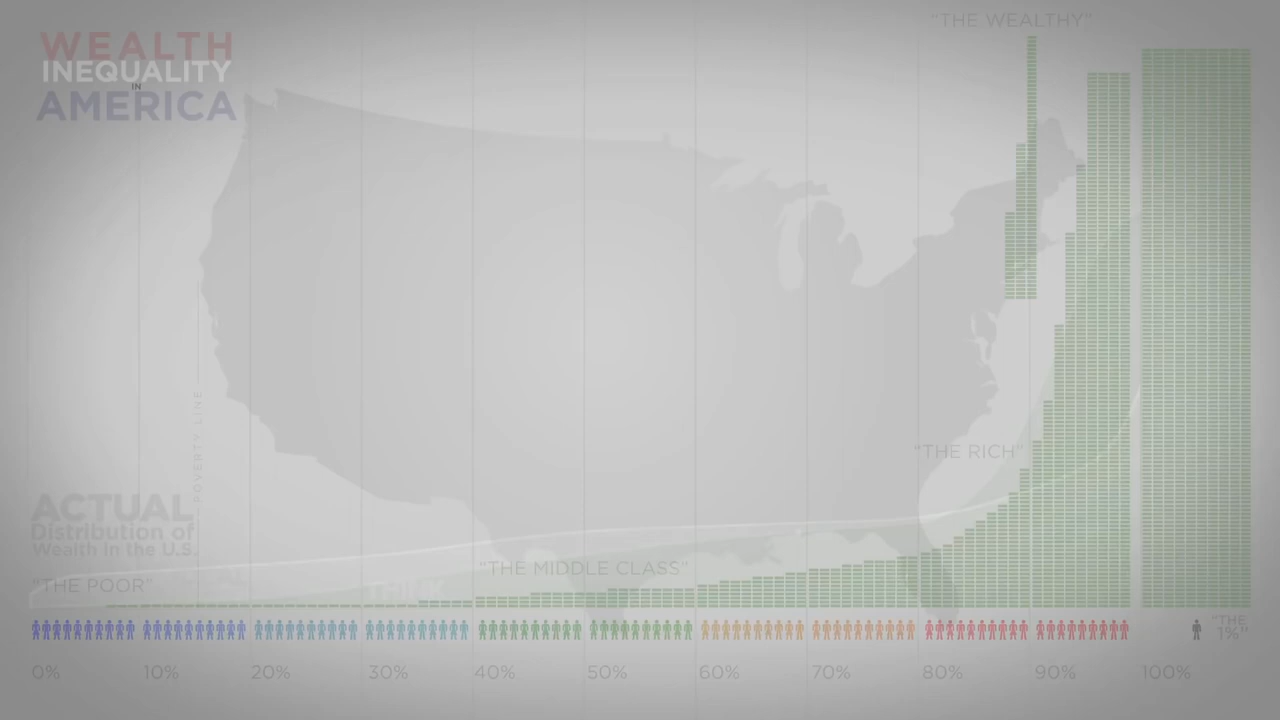 "THE WEALTHY"
WEALTH
INEQUALITY
IN
AMERICA
POVERTY LINE
"THE RICH"
ACTUAL
Distribution of
Wealth In the U.S.
"THE MIDDLE CLASS"
"THE POOR"
"THE
1%"
0% 10% 20% 30% 40% 50% 60% 70% 80% 90% 100%